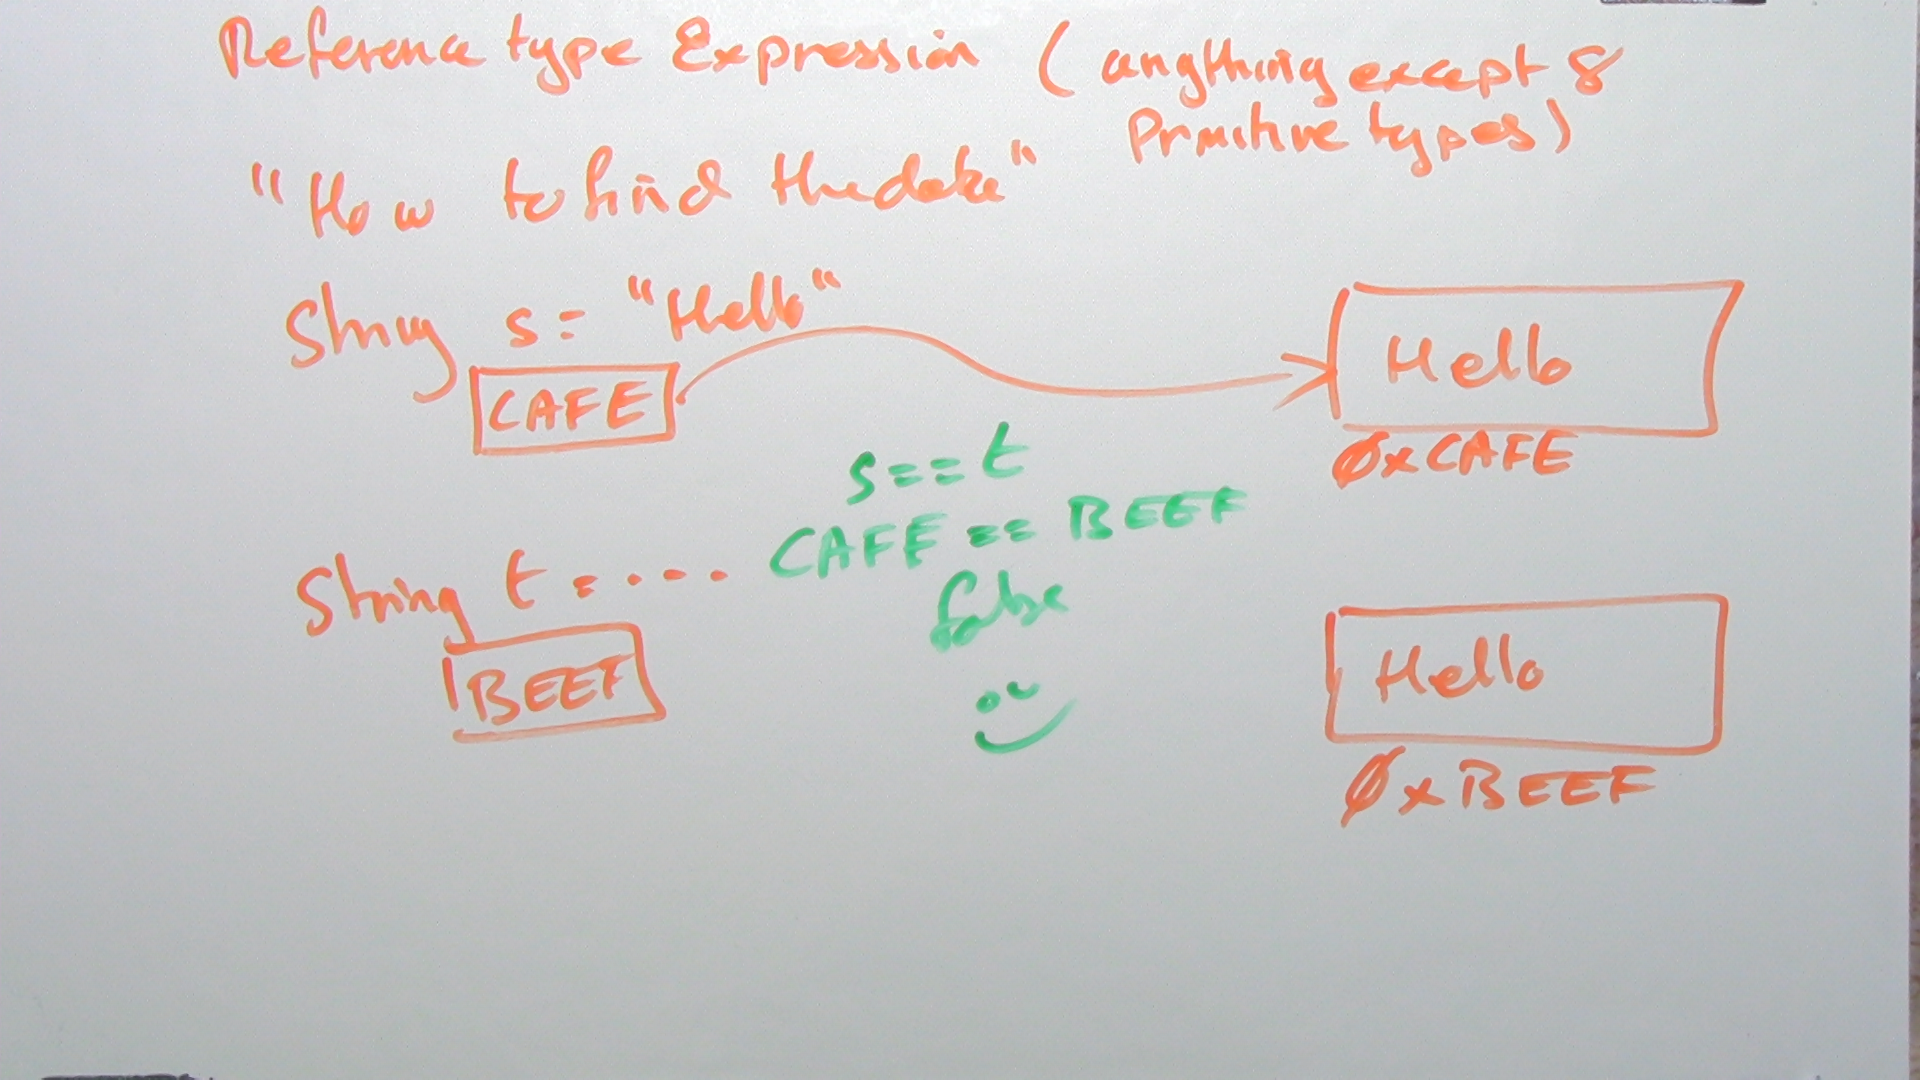 Reference type Expression (anything except 8
Primitive types)
"How to find the data"
String s = "Hello"
CAFE
Hello
0xCAFE
s == t
CAFE == BEEF
false
String t = ....
BEEF
Hello
0xBEEF